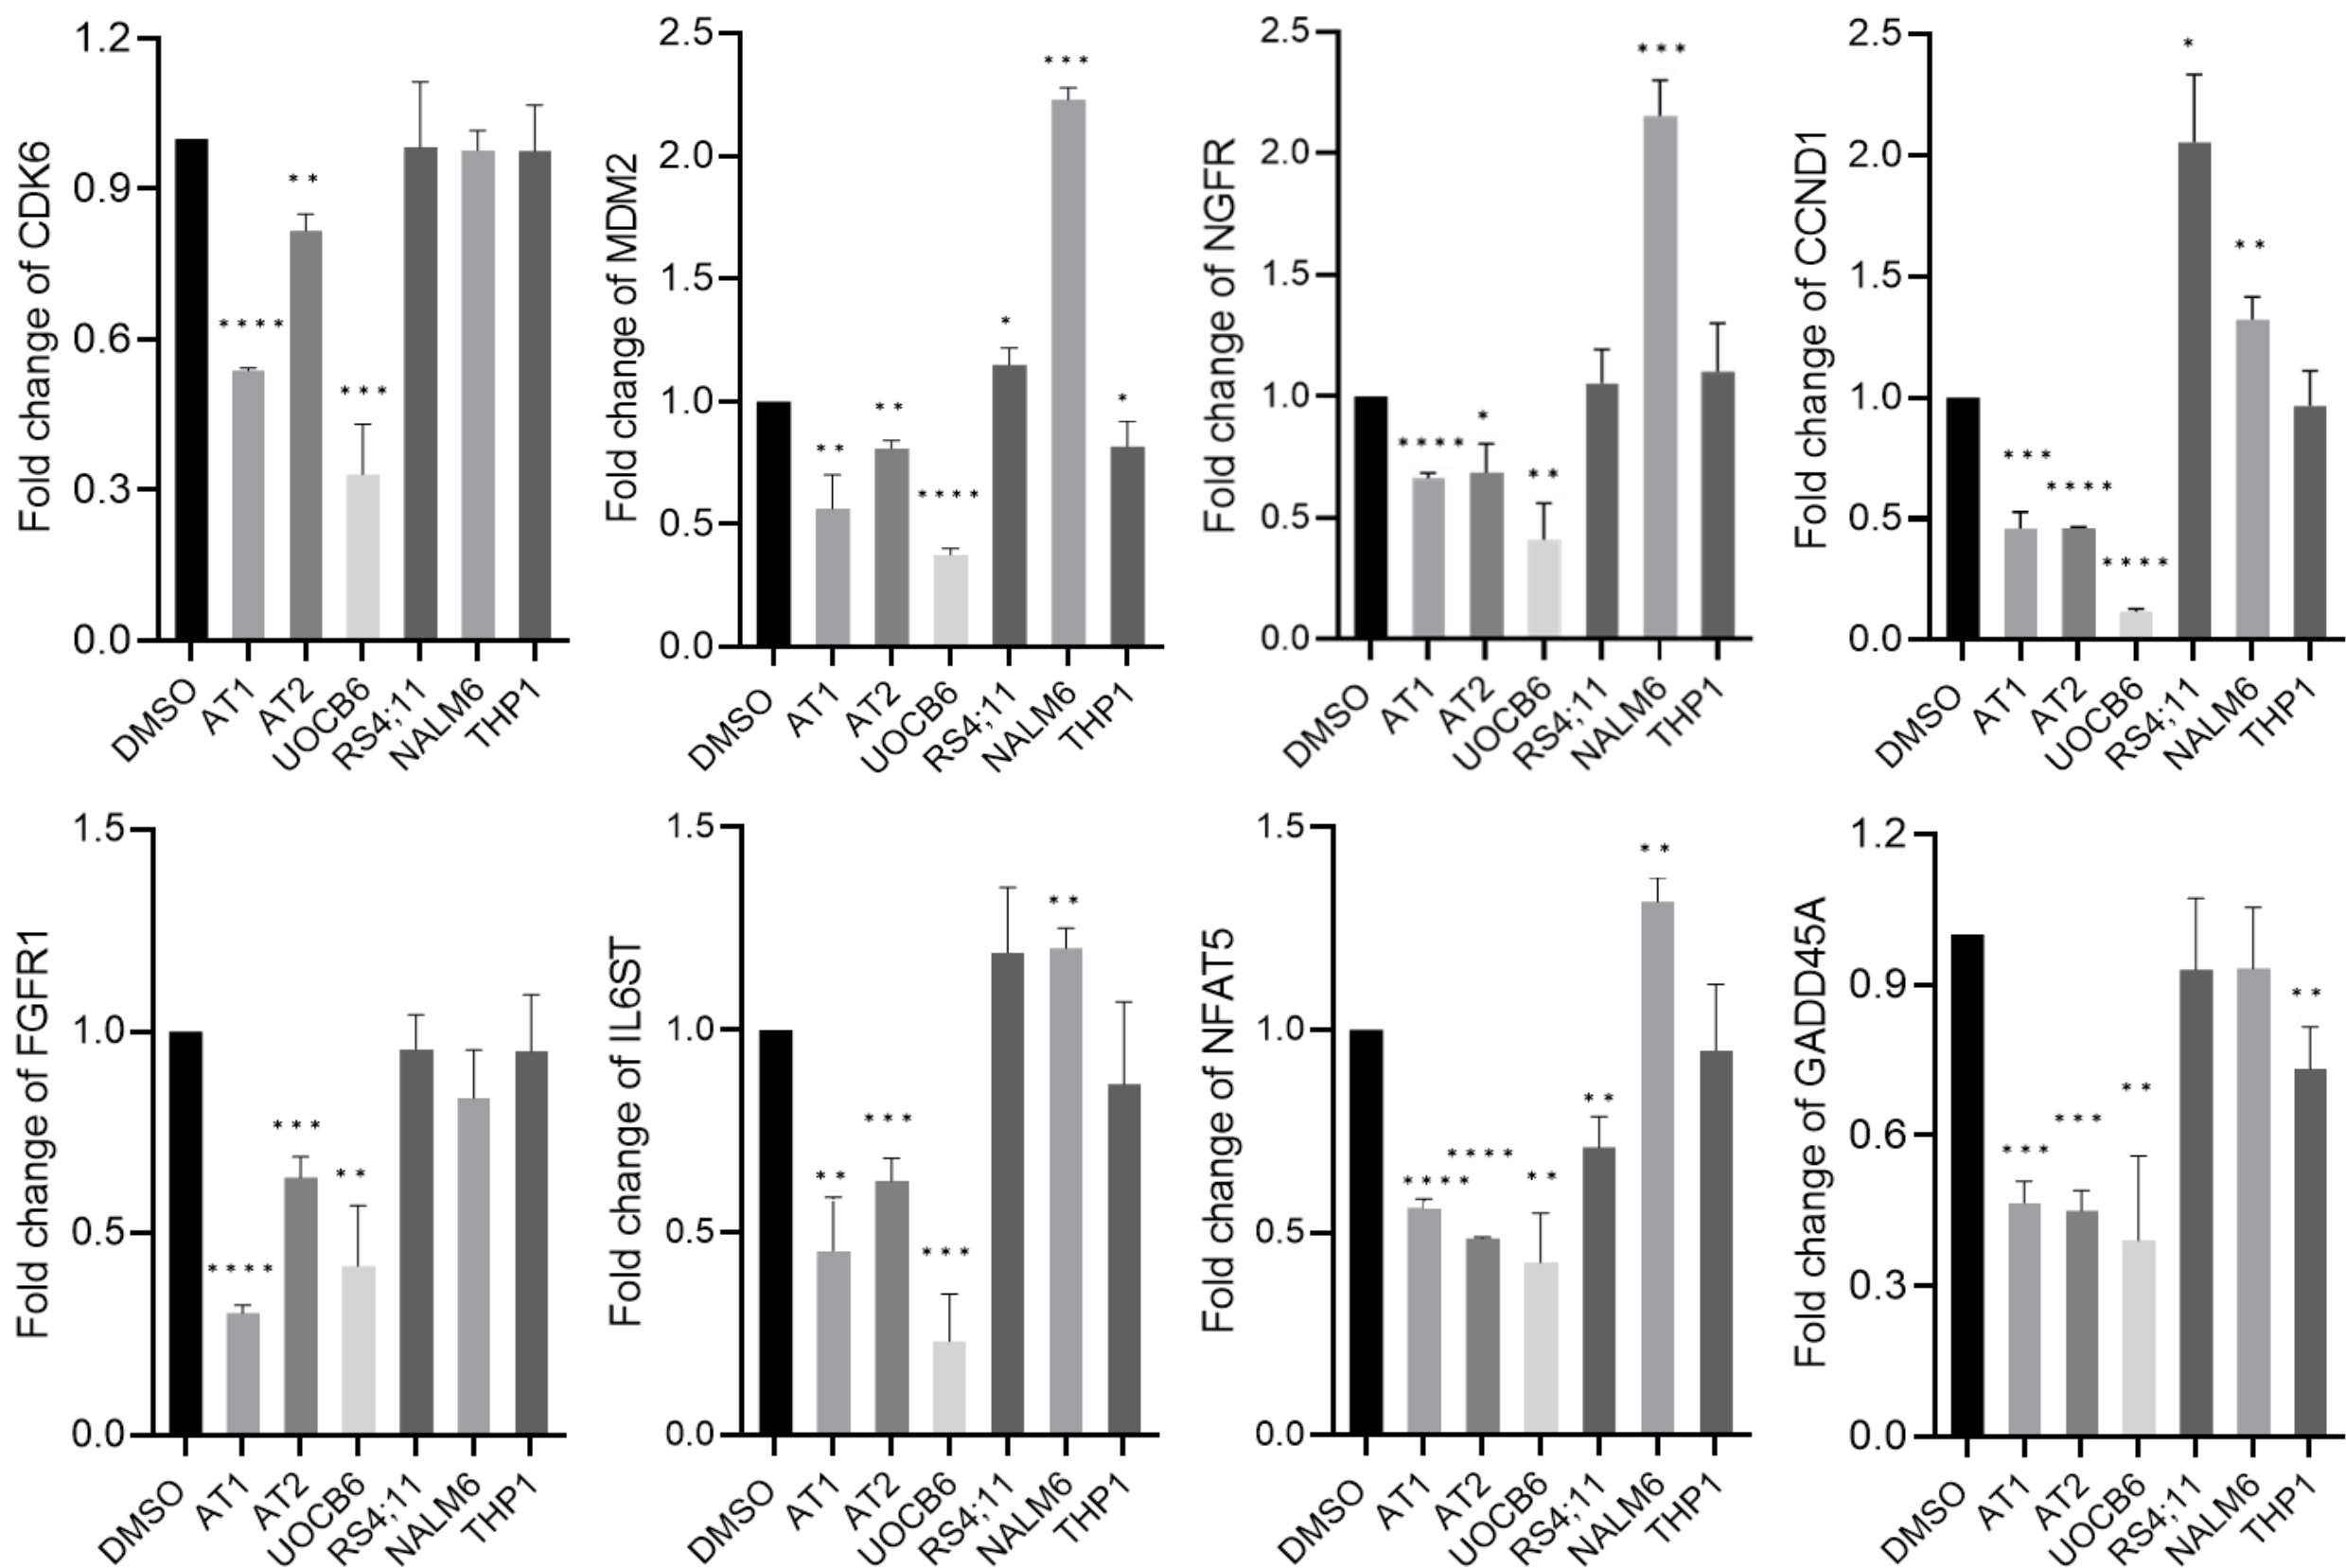 Fold change of CDK6
1.2
0.9
0.6
0.3
0.0
* * * *
* *
* * *
DMSO
AT1
AT2
UOCB6
RS4;11
NALM6
THP1
Fold change of MDM2
2.5
2.0
1.5
1.0
0.5
0.0
* *
* *
* * * *
*
* * *
*
DMSO
AT1
AT2
UOCB6
RS4;11
NALM6
THP1
Fold change of NGFR
2.5
2.0
1.5
1.0
0.5
0.0
* * * *
*
* *
* * *
DMSO
AT1
AT2
UOCB6
RS4;11
NALM6
THP1
Fold change of CCND1
2.5
2.0
1.5
1.0
0.5
0.0
* * *
* * * *
* * * *
*
* *
DMSO
AT1
AT2
UOCB6
RS4;11
NALM6
THP1
Fold change of FGFR1
1.5
1.0
0.5
0.0
* * * *
* * *
* *
DMSO
AT1
AT2
UOCB6
RS4;11
NALM6
THP1
Fold change of IL6ST
1.5
1.0
0.5
0.0
* *
* * *
* * *
* *
DMSO
AT1
AT2
UOCB6
RS4;11
NALM6
THP1
Fold change of NFAT5
1.5
1.0
0.5
0.0
* * * *
* * * *
* *
* *
* *
DMSO
AT1
AT2
UOCB6
RS4;11
NALM6
THP1
Fold change of GADD45A
1.2
0.9
0.6
0.3
0.0
* * *
* * *
* *
* *
DMSO
AT1
AT2
UOCB6
RS4;11
NALM6
THP1